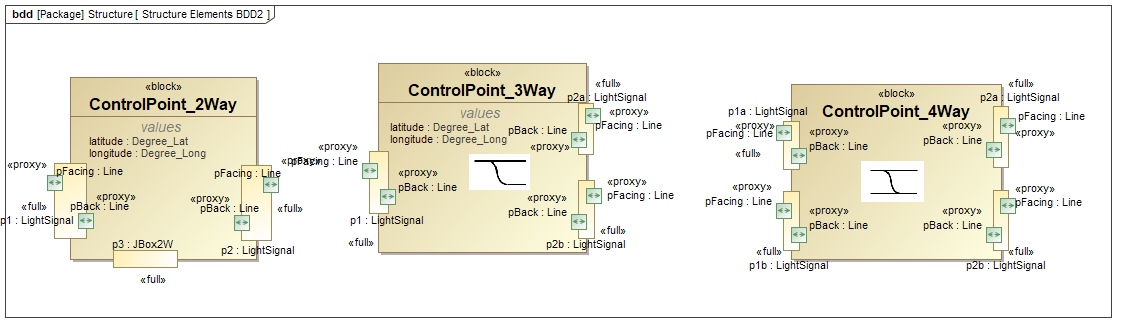 bdd [Package] Structure [ Structure Elements BDD2 ]
«block»
ControlPoint_2Way
values
latitude : Degree_Lat
longitude : Degree_Long
«proxy»
pFacing : Line
«proxy»
pBack : Line
«full»
p1 : LightSignal
«proxy»
pFacing : Line
«proxy»
pBack : Line
«full»
p2 : LightSignal
p3 : JBox2W
«full»
«block»
ControlPoint_3Way
values
latitude : Degree_Lat
longitude : Degree_Long
«proxy»
pFacing : Line
«proxy»
pBack : Line
p1 : LightSignal
«full»
«full»
p2a : LightSignal
«proxy»
pFacing : Line
pBack : Line
«proxy»
«proxy»
pFacing : Line
«proxy»
pBack : Line
«full»
p2b : LightSignal
«block»
ControlPoint_4Way
p1a : LightSignal
«proxy»
pFacing : Line
«proxy»
pBack : Line
«full»
«proxy»
pFacing : Line
«proxy»
pBack : Line
«full»
p1b : LightSignal
«full»
p2a : LightSignal
pFacing : Line
«proxy»
«proxy»
pBack : Line
«proxy»
pFacing : Line
«proxy»
pBack : Line
«full»
p2b : LightSignal